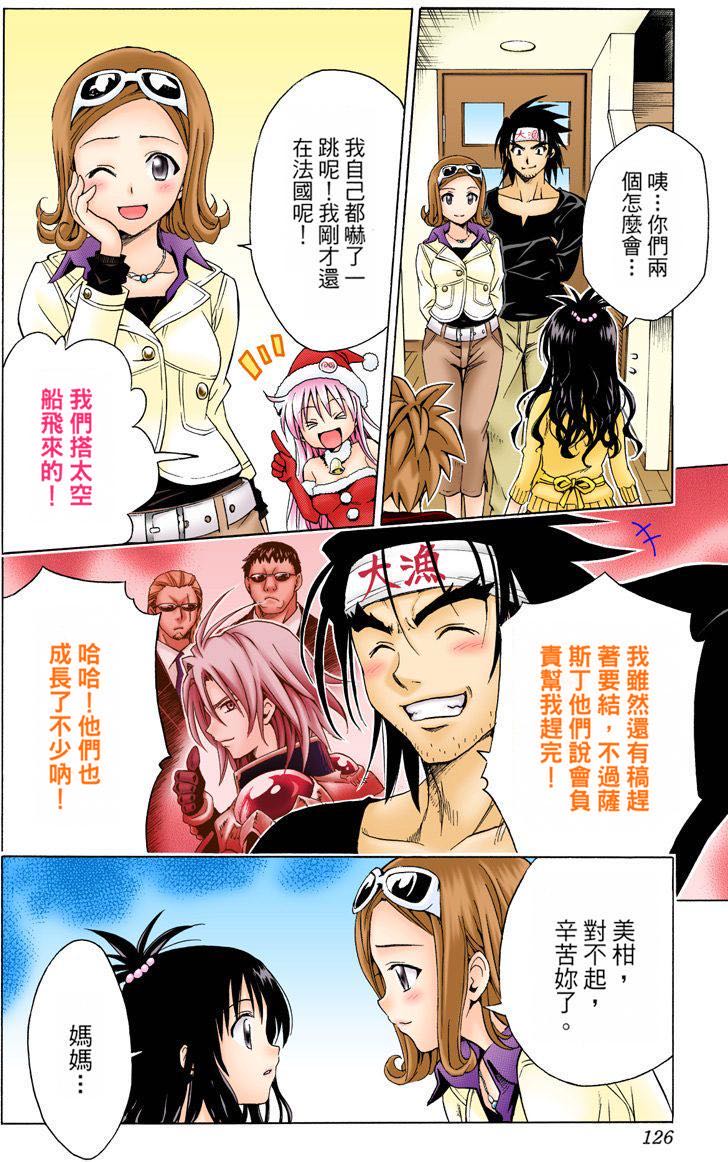 咦…你們兩
個怎麼會…
大漁
我自己都嚇了一
跳呢！我剛才還
在法國呢！
我們搭太空
船飛來的！
大漁
我雖然還有稿趕
著要結，不過薩
斯丁他們說會負
責幫我趕完！
哈哈！他們也
成長了不少吶！
美柑，
對不起，
辛苦妳了。
媽媽…
126